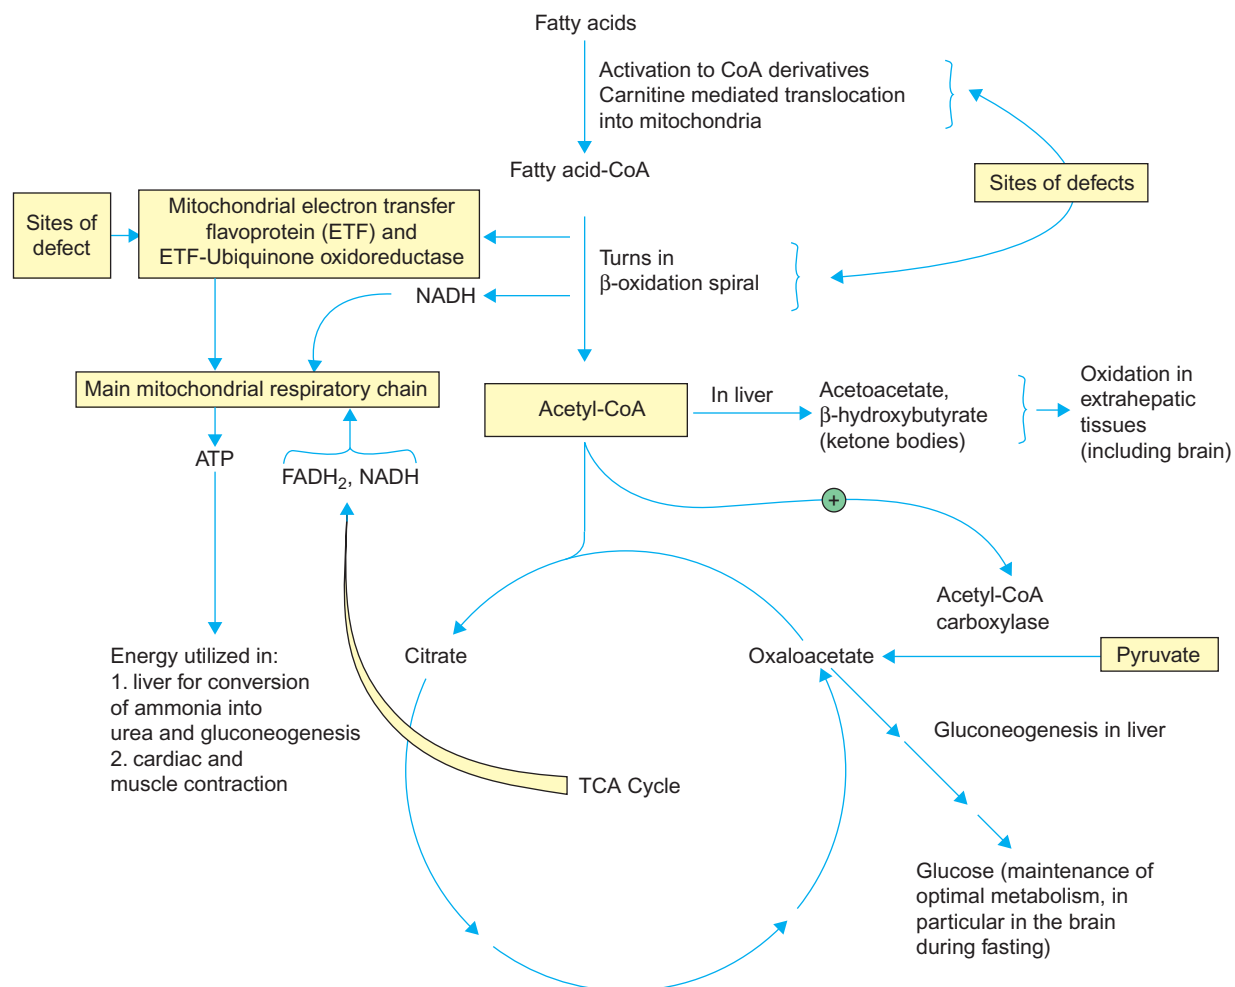 Fatty acids
Activation to CoA derivatives
Carnitine mediated translocation
into mitochondria
Fatty acid-CoA
Sites of defects
Sites of
defect
Mitochondrial electron transfer
flavoprotein (ETF) and
ETF-Ubiquinone oxidoreductase
Turns in
β-oxidation spiral
NADH
Main mitochondrial respiratory chain
Acetyl-CoA
In liver
Acetoacetate,
β-hydroxybutyrate
(ketone bodies)
Oxidation in
extrahepatic
tissues
(including brain)
ATP
FADH₂, NADH
+
Acetyl-CoA
carboxylase
Energy utilized in:
1. liver for conversion
of ammonia into
urea and gluconeogenesis
2. cardiac and
muscle contraction
Citrate
Oxaloacetate
Pyruvate
Gluconeogenesis in liver
TCA Cycle
Glucose (maintenance of
optimal metabolism, in
particular in the brain
during fasting)